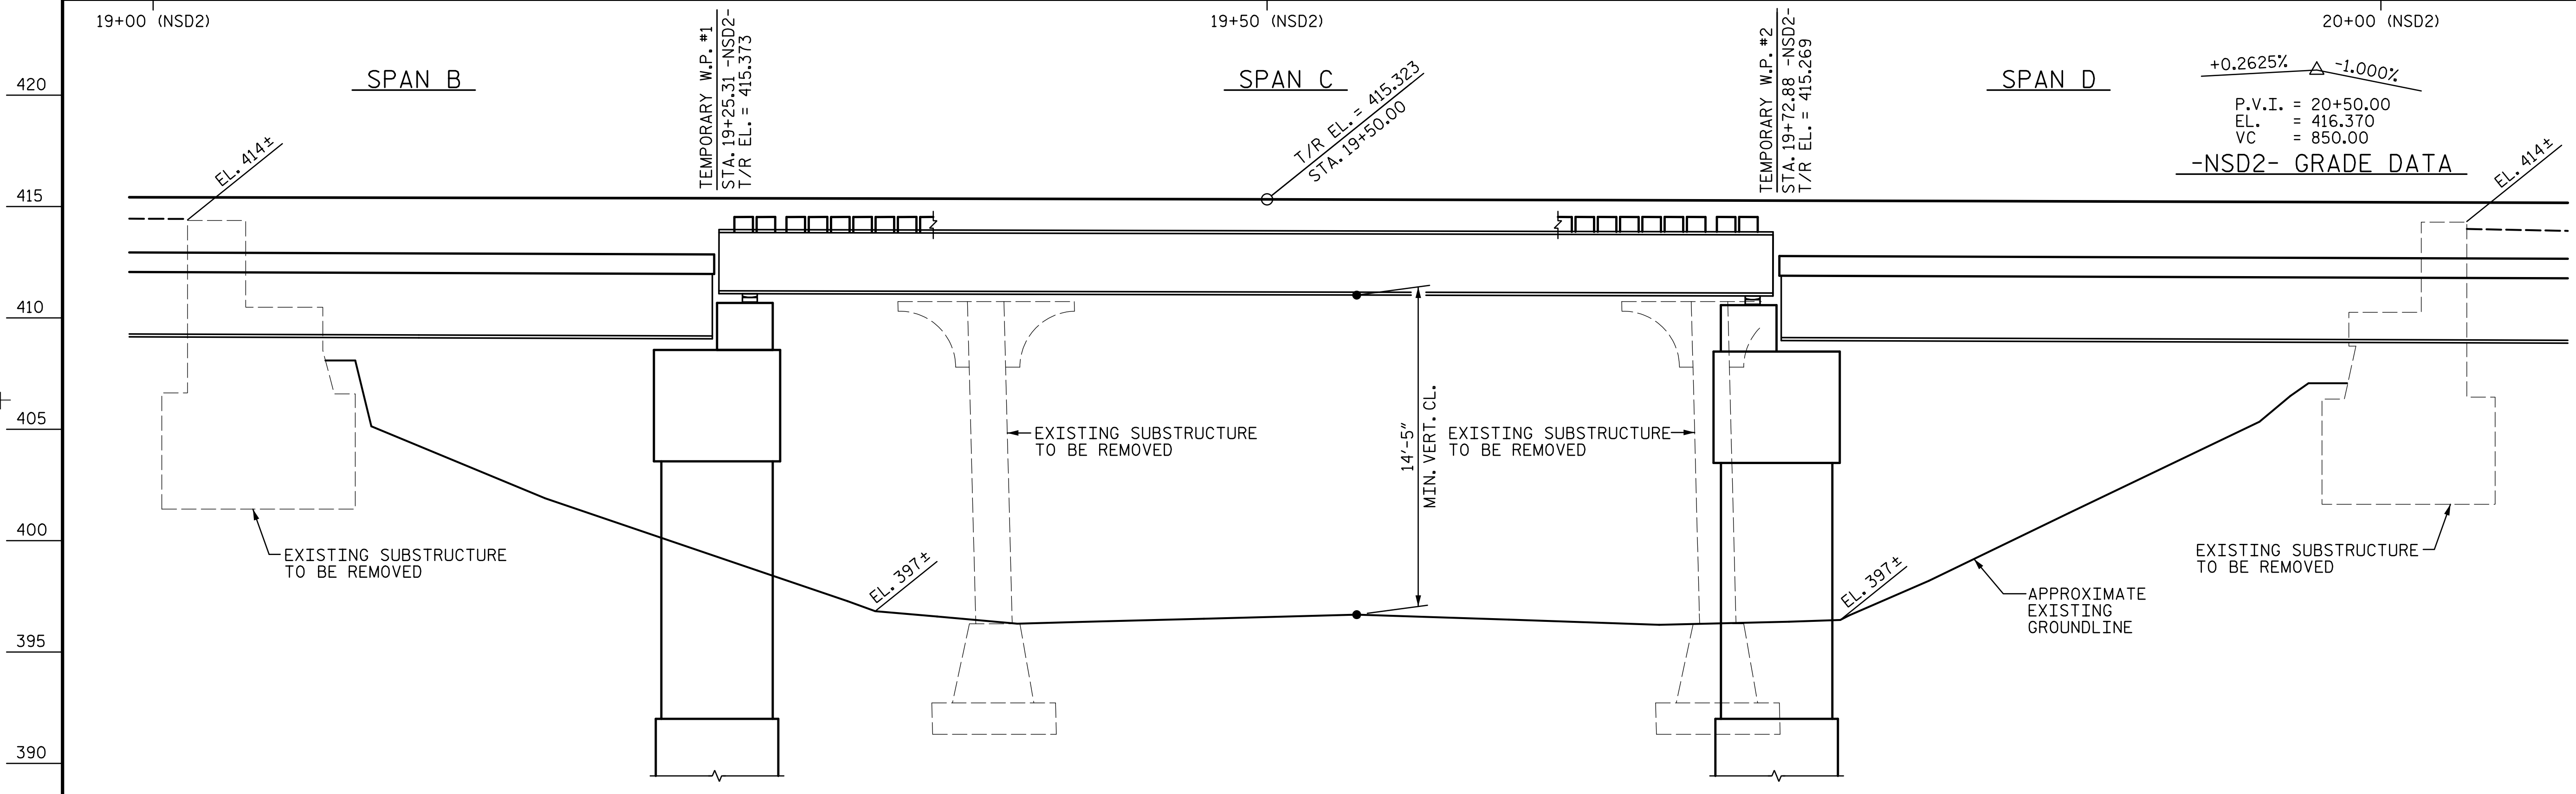 19+00 (NSD2)
19+50 (NSD2)
20+00 (NSD2)
TEMPORARY W.P. #1
STA. 19+25.31 -NSD2-
T/R EL. = 415.373
TEMPORARY W.P. #2
STA. 19+72.88 -NSD2-
T/R EL. = 415.269
SPAN B
SPAN C
SPAN D
T/R EL. = 415.323
STA. 19+50.00
+0.2625%
-1.000%
P.V.I. = 20+50.00
EL. = 416.370
VC = 850.00
-NSD2- GRADE DATA
420
415
410
405
400
395
390
EL. 414±
EL. 414±
EXISTING SUBSTRUCTURE
TO BE REMOVED
14'-5"
MIN. VERT. CL.
EXISTING SUBSTRUCTURE
TO BE REMOVED
EXISTING SUBSTRUCTURE
TO BE REMOVED
EL. 397±
EL. 397±
EXISTING SUBSTRUCTURE
TO BE REMOVED
APPROXIMATE
EXISTING
GROUNDLINE